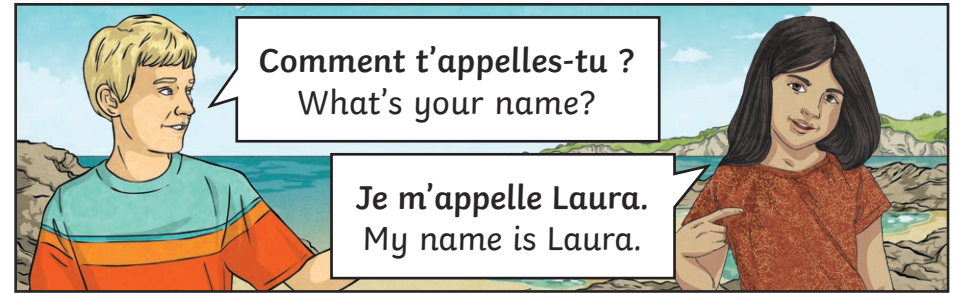 Comment t’appelles-tu ?
What’s your name?
Je m’appelle Laura.
My name is Laura.